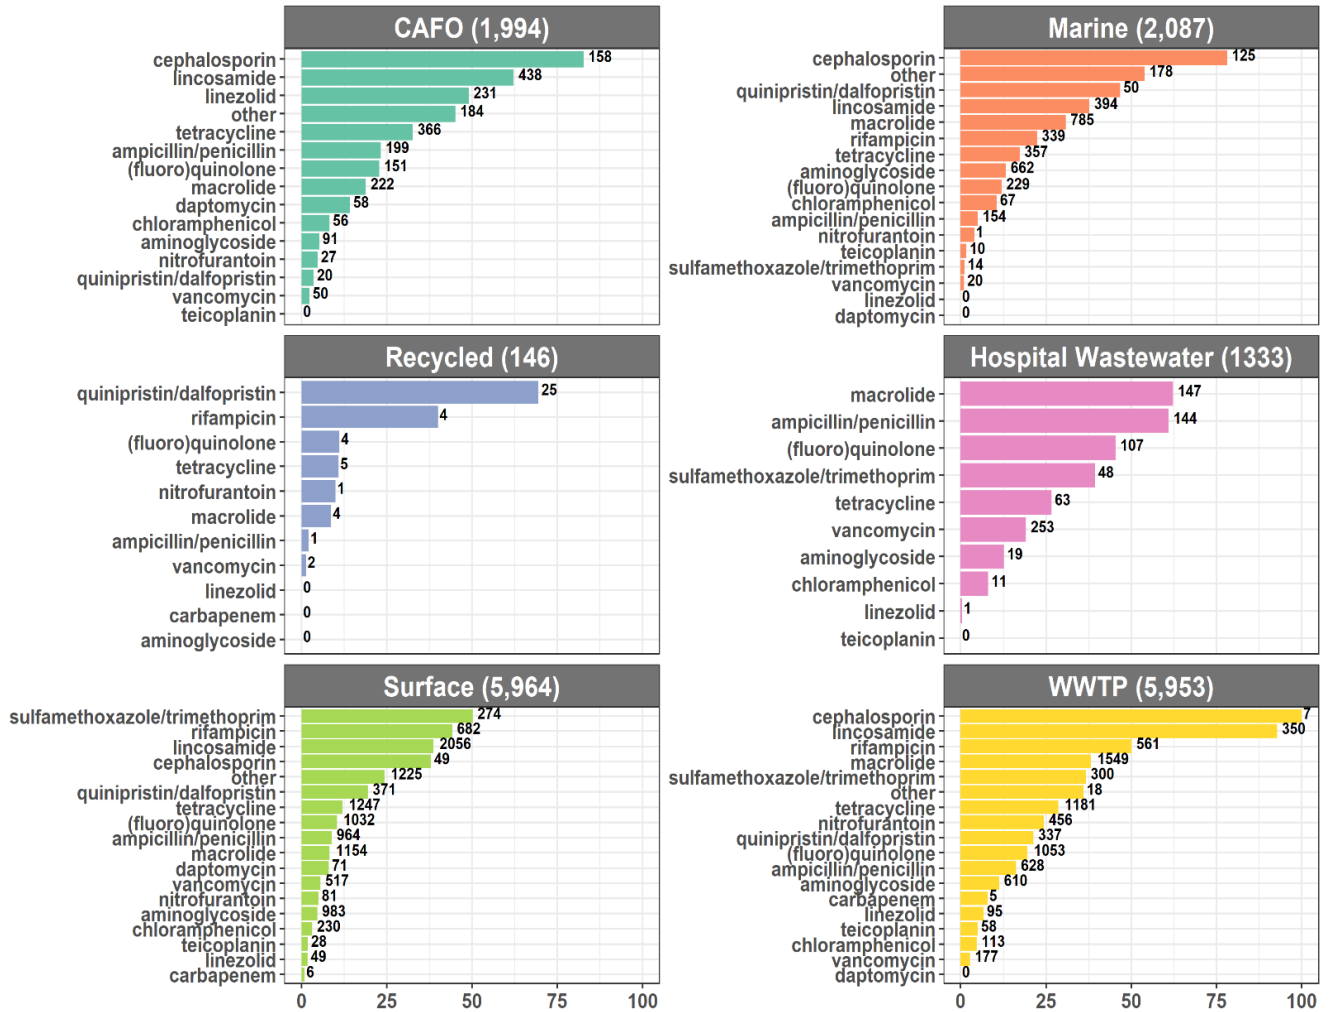 CAFO (1,994)
cephalosporin 158
lincosamide 438
linezolid 231
other 184
tetracycline 366
ampicillin/penicillin 199
(fluoro)quinolone 151
macrolide 222
daptomycin 58
chloramphenicol 56
aminoglycoside 91
nitrofurantoin 27
quinipristin/dalfopristin 20
vancomycin 50
teicoplanin 0
Marine (2,087)
cephalosporin 125
other 178
quinipristin/dalfopristin 50
lincosamide 394
macrolide 785
rifampicin 339
tetracycline 357
aminoglycoside 662
(fluoro)quinolone 229
chloramphenicol 67
ampicillin/penicillin 154
nitrofurantoin 1
teicoplanin 10
sulfamethoxazole/trimethoprim 14
vancomycin 20
linezolid 0
daptomycin 0
Recycled (146)
quinipristin/dalfopristin 25
rifampicin 4
(fluoro)quinolone 4
tetracycline 5
nitrofurantoin 1
macrolide 4
ampicillin/penicillin 1
vancomycin 2
linezolid 0
carbapenem 0
aminoglycoside 0
Hospital Wastewater (1333)
macrolide 147
ampicillin/penicillin 144
(fluoro)quinolone 107
sulfamethoxazole/trimethoprim 48
tetracycline 63
vancomycin 253
aminoglycoside 19
chloramphenicol 11
linezolid 1
teicoplanin 0
Surface (5,964)
sulfamethoxazole/trimethoprim 274
rifampicin 682
lincosamide 2056
cephalosporin 49
other 1225
quinipristin/dalfopristin 371
tetracycline 1247
(fluoro)quinolone 1032
ampicillin/penicillin 964
macrolide 1154
daptomycin 71
vancomycin 517
nitrofurantoin 81
aminoglycoside 983
chloramphenicol 230
teicoplanin 28
linezolid 49
carbapenem 6
0 25 50 75 100
WWTP (5,953)
cephalosporin 7
lincosamide 350
rifampicin 561
macrolide 1549
sulfamethoxazole/trimethoprim 300
other 18
tetracycline 1181
nitrofurantoin 456
quinipristin/dalfopristin 337
(fluoro)quinolone 1053
ampicillin/penicillin 628
aminoglycoside 610
carbapenem 5
linezolid 95
teicoplanin 58
chloramphenicol 113
vancomycin 177
daptomycin 0
0 25 50 75 100